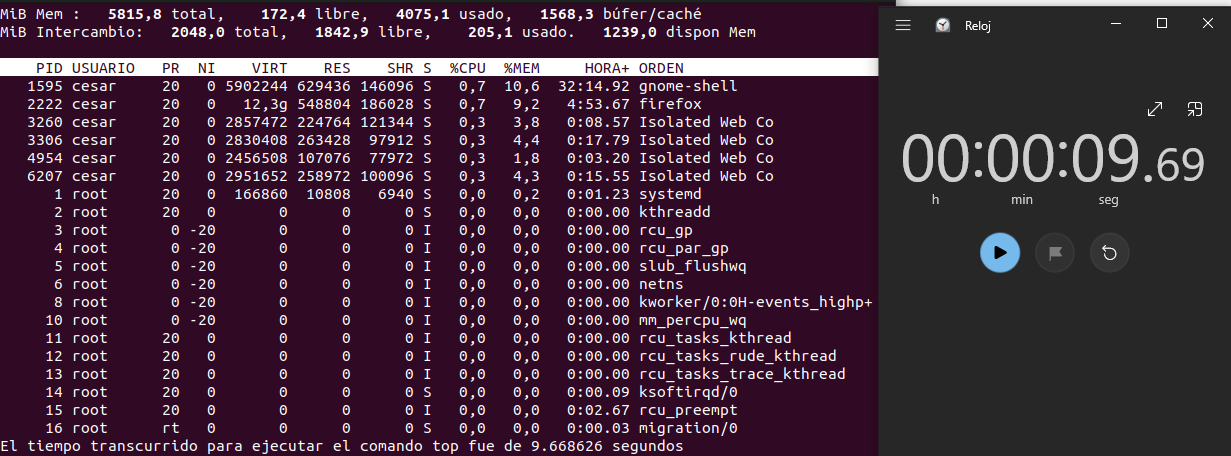 MiB Mem :   5815,8 total,    172,4 libre,   4075,1 usado,   1568,3 búfer/caché
MiB Intercambio:   2048,0 total,   1842,9 libre,    205,1 usado.   1239,0 dispon Mem
PID USUARIO   PR  NI    VIRT    RES    SHR S  %CPU  %MEM     HORA+ ORDEN
1595 cesar     20   0 5902244 629436 146096 S   0,7  10,6  32:14.92 gnome-shell
2222 cesar     20   0   12,3g 548804 186028 S   0,7   9,2   4:53.67 firefox
3260 cesar     20   0 2857472 224764 121344 S   0,3   3,8   0:08.57 Isolated Web Co
3306 cesar     20   0 2830408 263428  97912 S   0,3   4,4   0:17.79 Isolated Web Co
4954 cesar     20   0 2456508 107076  77972 S   0,3   1,8   0:03.20 Isolated Web Co
6207 cesar     20   0 2951652 258972 100096 S   0,3   4,3   0:15.55 Isolated Web Co
1 root      20   0  166860  10808   6940 S   0,0   0,2   0:01.23 systemd
2 root      20   0       0      0      0 S   0,0   0,0   0:00.00 kthreadd
3 root       0 -20       0      0      0 I   0,0   0,0   0:00.00 rcu_gp
4 root       0 -20       0      0      0 I   0,0   0,0   0:00.00 rcu_par_gp
5 root       0 -20       0      0      0 I   0,0   0,0   0:00.00 slub_flushwq
6 root       0 -20       0      0      0 I   0,0   0,0   0:00.00 netns
8 root       0 -20       0      0      0 I   0,0   0,0   0:00.00 kworker/0:0H-events_highp+
10 root       0 -20       0      0      0 I   0,0   0,0   0:00.00 mm_percpu_wq
11 root      20   0       0      0      0 I   0,0   0,0   0:00.00 rcu_tasks_kthread
12 root      20   0       0      0      0 I   0,0   0,0   0:00.00 rcu_tasks_rude_kthread
13 root      20   0       0      0      0 I   0,0   0,0   0:00.00 rcu_tasks_trace_kthread
14 root      20   0       0      0      0 S   0,0   0,0   0:00.09 ksoftirqd/0
15 root      20   0       0      0      0 I   0,0   0,0   0:02.67 rcu_preempt
16 root      rt   0       0      0      0 S   0,0   0,0   0:00.03 migration/0
El tiempo transcurrido para ejecutar el comando top fue de 9.668626 segundos
Reloj
00:00:09.69
h min seg